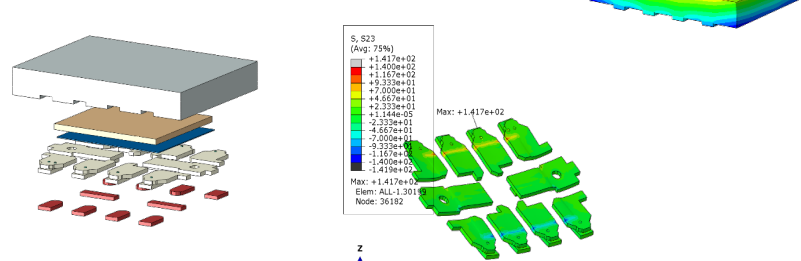 S, S23
(Avg: 75%)
+1.417e+02
+1.400e+02
+1.167e+02
+9.333e+01
+7.000e+01
+4.667e+01
+2.333e+01
+1.144e-05
-2.333e+01
-4.667e+01
-7.000e+01
-9.333e+01
-1.167e+02
-1.400e+02
-1.419e+02
Max: +1.417e+02
Elem: ALL-1.30199
Node: 36182
Max: +1.417e+02
Z